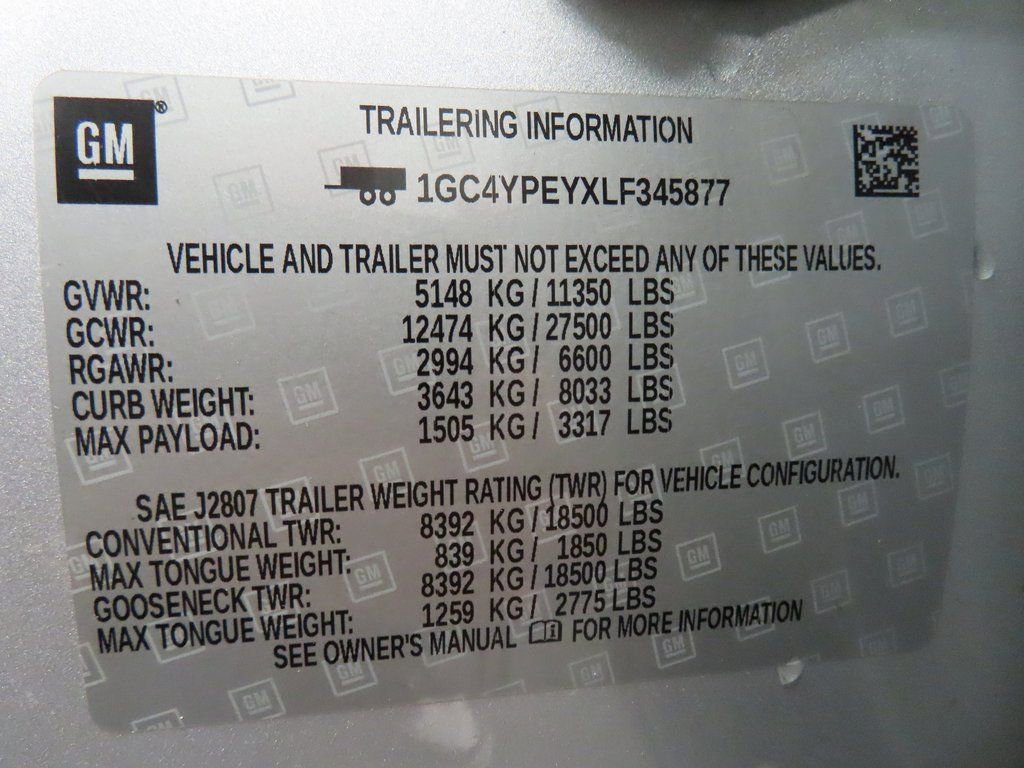 GM®
TRAILERING INFORMATION
1GC4YPEYXLF345877
VEHICLE AND TRAILER MUST NOT EXCEED ANY OF THESE VALUES.
GVWR: 5148 KG / 11350 LBS
GCWR: 12474 KG / 27500 LBS
RGAWR: 2994 KG / 6600 LBS
CURB WEIGHT: 3643 KG / 8033 LBS
MAX PAYLOAD: 1505 KG / 3317 LBS
SAE J2807 TRAILER WEIGHT RATING (TWR) FOR VEHICLE CONFIGURATION.
CONVENTIONAL TWR: 8392 KG / 18500 LBS
MAX TONGUE WEIGHT: 839 KG / 1850 LBS
GOOSENECK TWR: 8392 KG / 18500 LBS
MAX TONGUE WEIGHT: 1259 KG / 2775 LBS
SEE OWNER'S MANUAL FOR MORE INFORMATION